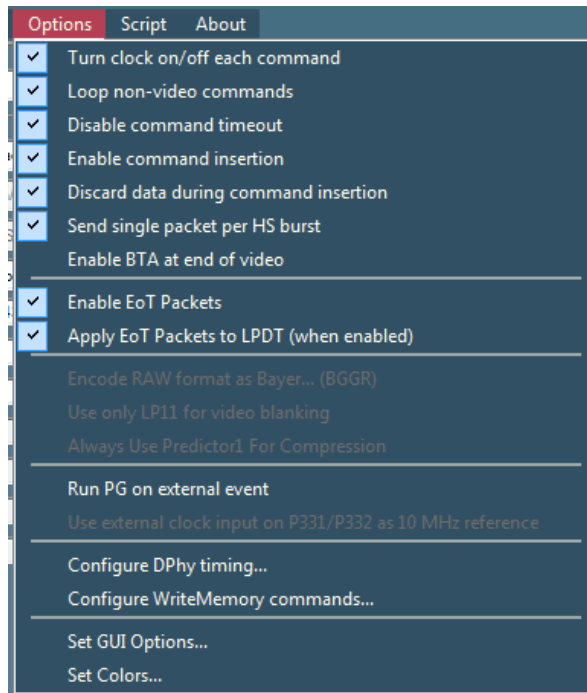 Options Script About
Turn clock on/off each command
Loop non-video commands
Disable command timeout
Enable command insertion
Discard data during command insertion
Send single packet per HS burst
Enable BTA at end of video
Enable EoT Packets
Apply EoT Packets to LPDT (when enabled)
Encode RAW format as Bayer... (BGGR)
Use only LP11 for video blanking
Always Use Predictor1 For Compression
Run PG on external event
Use external clock input on P331/P332 as 10 MHz reference
Configure DPhy timing...
Configure WriteMemory commands...
Set GUI Options...
Set Colors...